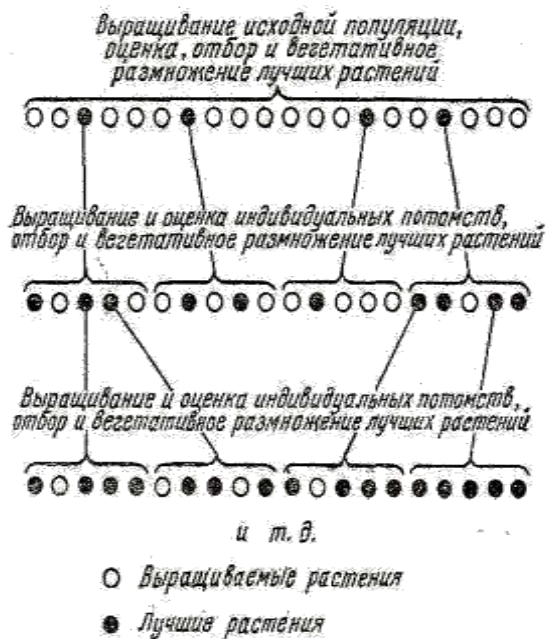 Выращивание исходной популяции,
оценка, отбор и вегетативное
размножение лучших растений
Выращивание и оценка индивидуальных потомств,
отбор и вегетативное размножение лучших растений
Выращивание и оценка индивидуальных потомств,
отбор и вегетативное размножение лучших растений
и т.д.
Выращиваемые растения
Лучшие растения